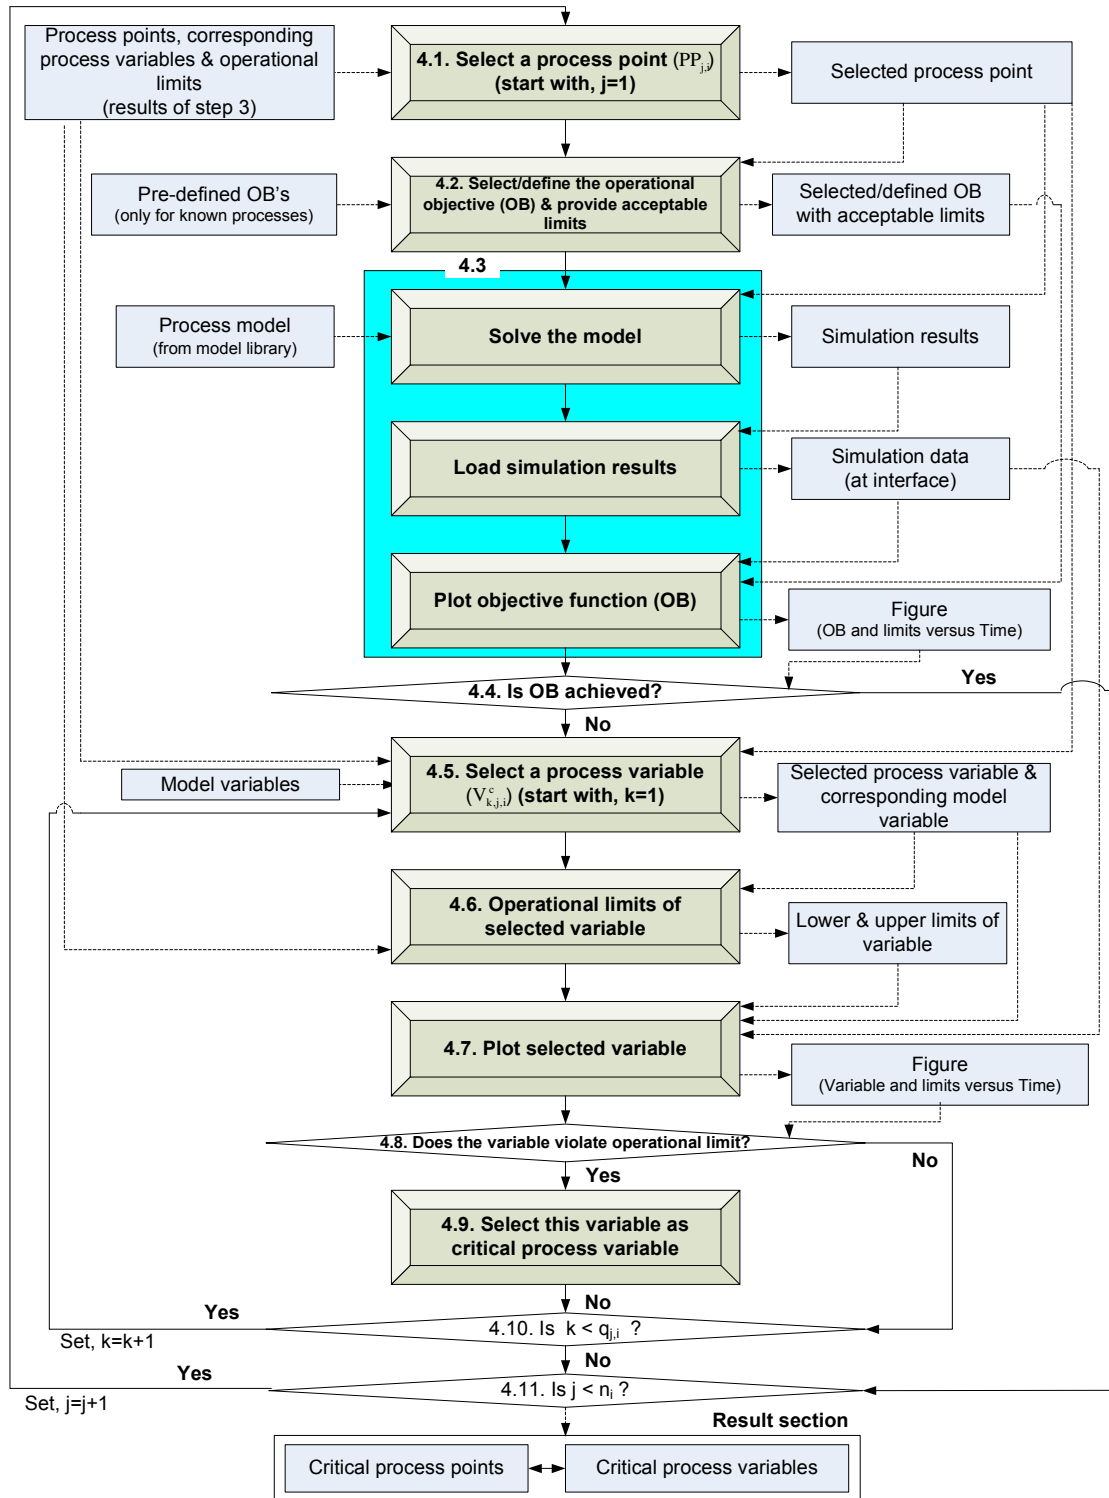 Process points, corresponding
process variables & operational
limits
(results of step 3)
4.1. Select a process point (PP j,i)
(start with, j=1)
Selected process point
Pre-defined OB's
(only for known processes)
4.2. Select/define the operational
objective (OB) & provide acceptable
limits
Selected/defined OB
with acceptable limits
4.3
Process model
(from model library)
Solve the model
Simulation results
Load simulation results
Simulation data
(at interface)
Plot objective function (OB)
Figure
(OB and limits versus Time)
4.4. Is OB achieved?
Yes
No
Model variables
4.5. Select a process variable
(V c k,j,i) (start with, k=1)
Selected process variable &
corresponding model
variable
4.6. Operational limits of
selected variable
Lower & upper limits of
variable
4.7. Plot selected variable
Figure
(Variable and limits versus Time)
4.8. Does the variable violate operational limit?
No
Yes
4.9. Select this variable as
critical process variable
No
Yes
4.10. Is k < q j,i ?
Set, k=k+1
No
Yes
4.11. Is j < n i ?
Set, j=j+1
Result section
Critical process points
Critical process variables